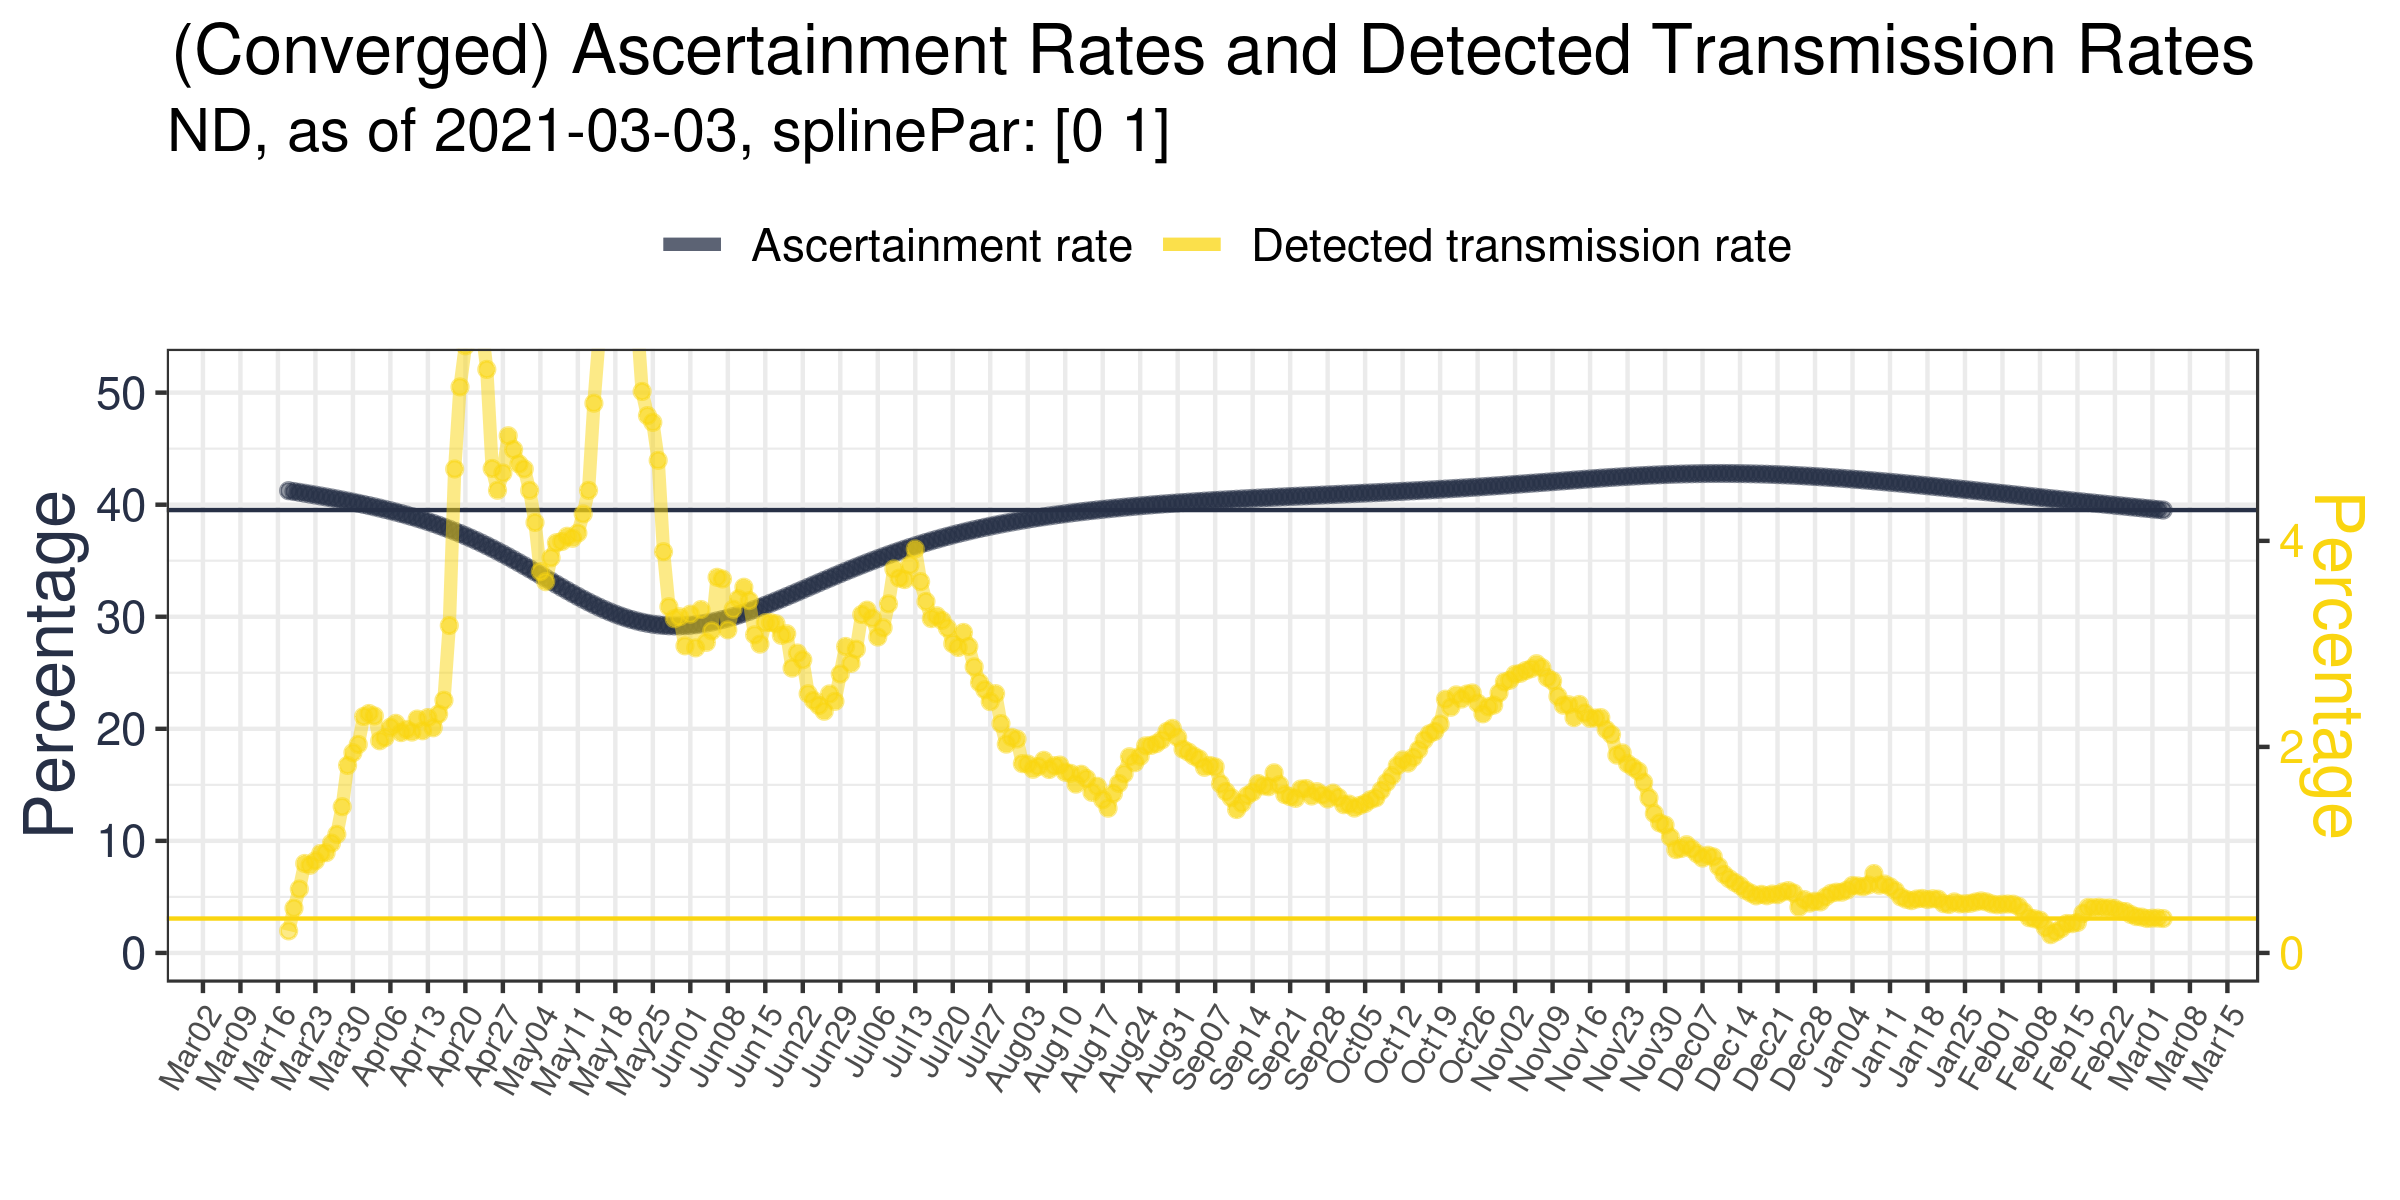 (Converged) Ascertainment Rates and Detected Transmission Rates
ND, as of 2021-03-03, splinePar: [0 1]
Ascertainment rate Detected transmission rate
Percentage
50
40
30
20
10
0
4
2
0
Percentage
Mar02 Mar09 Mar16 Mar23 Mar30 Apr06 Apr13 Apr20 Apr27 May04 May11 May18 May25 Jun01 Jun08 Jun15 Jun22 Jun29 Jul06 Jul13 Jul20 Jul27 Aug03 Aug10 Aug17 Aug24 Aug31 Sep07 Sep14 Sep21 Sep28 Oct05 Oct12 Oct19 Oct26 Nov02 Nov09 Nov16 Nov23 Nov30 Dec07 Dec14 Dec21 Dec28 Jan04 Jan11 Jan18 Jan25 Feb01 Feb08 Feb15 Feb22 Mar01 Mar08 Mar15